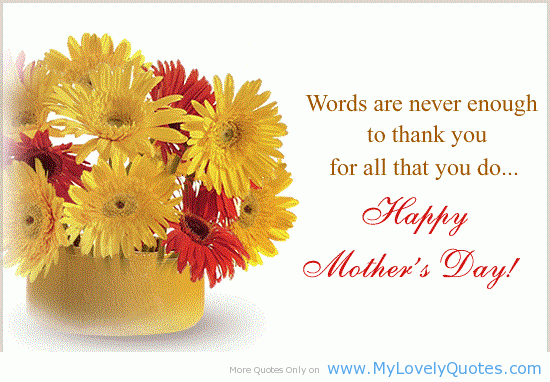 Words are never enough
to thank you
for all that you do...
Happy
Mother's Day!
More Quotes Only on www.MyLovelyQuotes.com